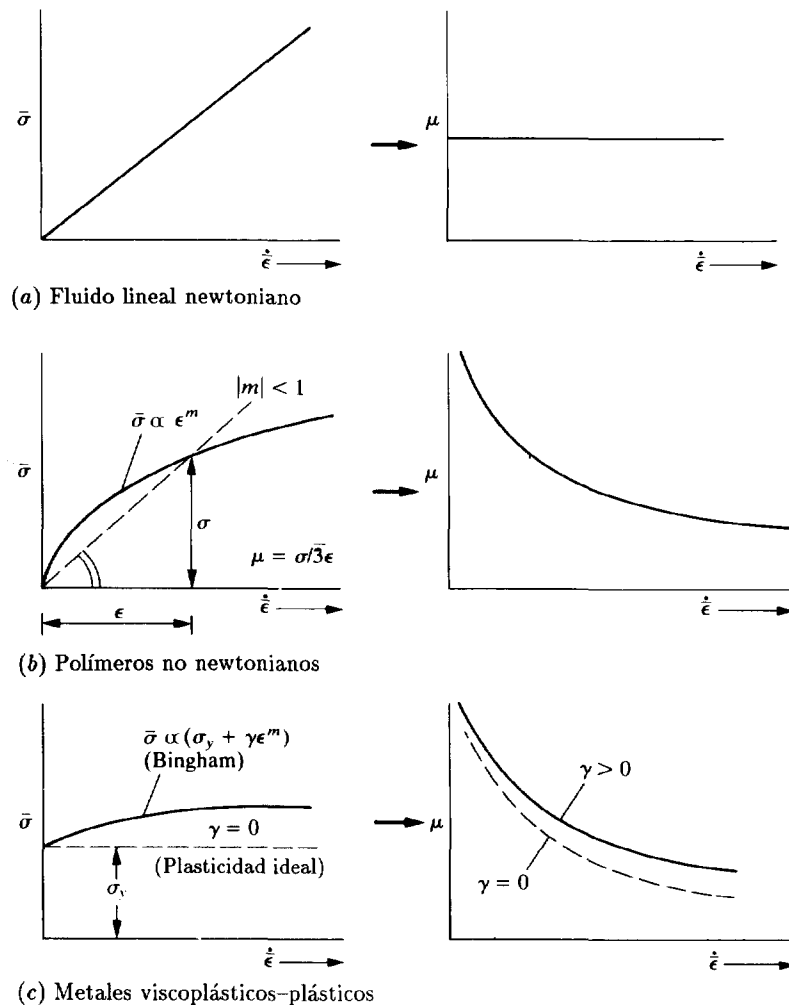 σ̄
μ
ε̄̇
ε̄̇
(a) Fluido lineal newtoniano
|m| < 1
σ̄ ∝ ε^m
σ̄
σ
μ
μ = σ/3̄ε
ε̄̇
ε̄̇
ε
(b) Polímeros no newtonianos
σ̄ ∝ (σ_y + γε^m)
(Bingham)
γ > 0
σ̄
γ = 0
μ
(Plasticidad ideal)
γ = 0
σ_y
ε̄̇
ε̄̇
(c) Metales viscoplásticos–plásticos